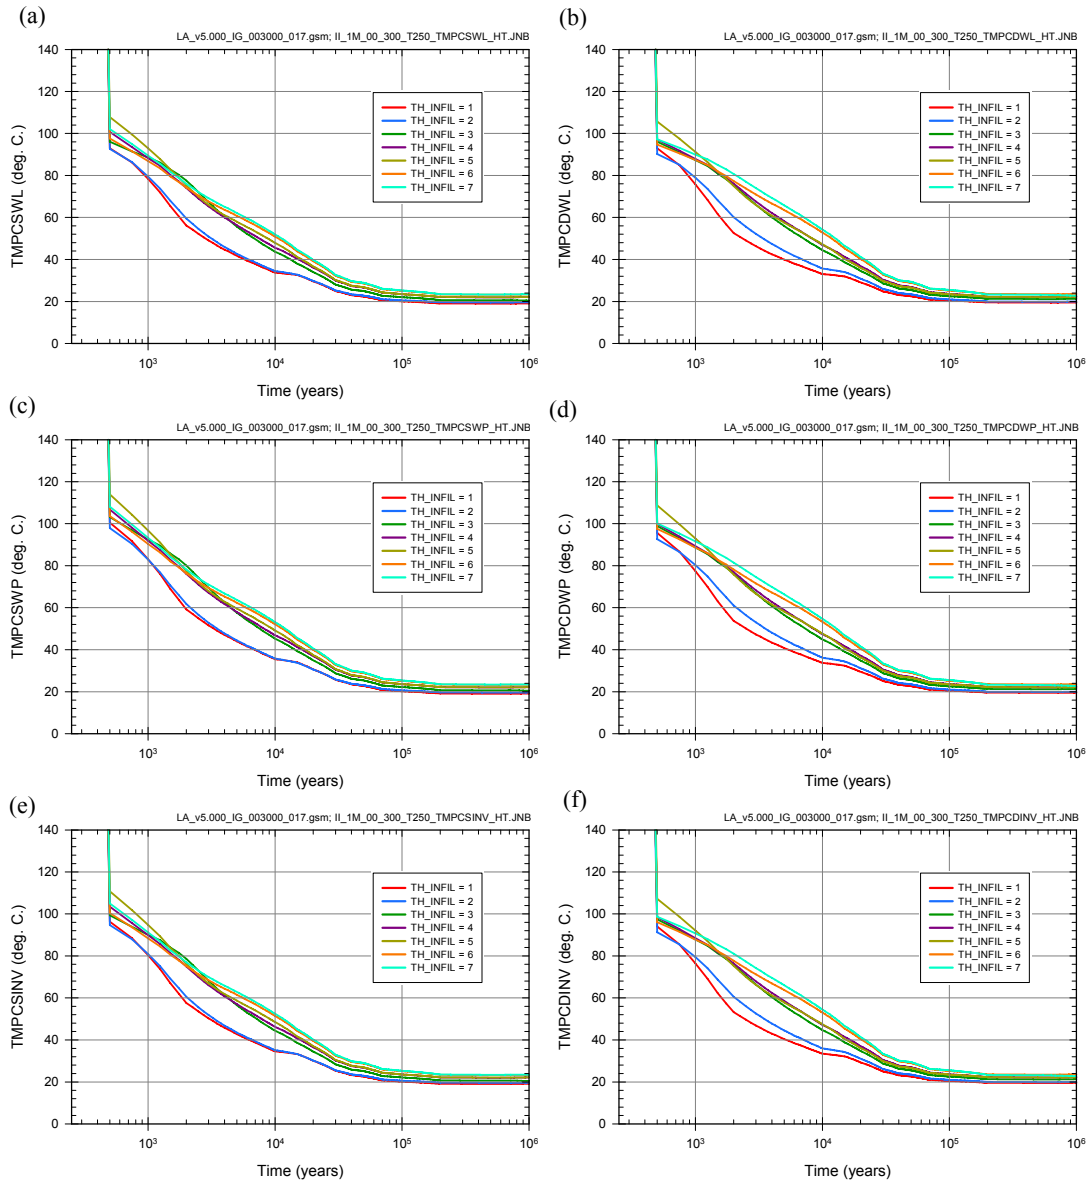 (a)
LA_v5.000_IG_003000_017.gsm; II_1M_00_300_T250_TMPCSWL_HT.JNB
140
120
100
80
60
40
20
0
TMPCSWL (deg. C.)
TH_INFIL = 1
TH_INFIL = 2
TH_INFIL = 3
TH_INFIL = 4
TH_INFIL = 5
TH_INFIL = 6
TH_INFIL = 7
10³ 10⁴ 10⁵ 10⁶
Time (years)
(b)
LA_v5.000_IG_003000_017.gsm; II_1M_00_300_T250_TMPCDWL_HT.JNB
140
120
100
80
60
40
20
0
TMPCDWL (deg. C.)
TH_INFIL = 1
TH_INFIL = 2
TH_INFIL = 3
TH_INFIL = 4
TH_INFIL = 5
TH_INFIL = 6
TH_INFIL = 7
10³ 10⁴ 10⁵ 10⁶
Time (years)
(c)
LA_v5.000_IG_003000_017.gsm; II_1M_00_300_T250_TMPCSWP_HT.JNB
140
120
100
80
60
40
20
0
TMPCSWP (deg. C.)
TH_INFIL = 1
TH_INFIL = 2
TH_INFIL = 3
TH_INFIL = 4
TH_INFIL = 5
TH_INFIL = 6
TH_INFIL = 7
10³ 10⁴ 10⁵ 10⁶
Time (years)
(d)
LA_v5.000_IG_003000_017.gsm; II_1M_00_300_T250_TMPCDWP_HT.JNB
140
120
100
80
60
40
20
0
TMPCDWP (deg. C.)
TH_INFIL = 1
TH_INFIL = 2
TH_INFIL = 3
TH_INFIL = 4
TH_INFIL = 5
TH_INFIL = 6
TH_INFIL = 7
10³ 10⁴ 10⁵ 10⁶
Time (years)
(e)
LA_v5.000_IG_003000_017.gsm; II_1M_00_300_T250_TMPCSINV_HT.JNB
140
120
100
80
60
40
20
0
TMPCSINV (deg. C.)
TH_INFIL = 1
TH_INFIL = 2
TH_INFIL = 3
TH_INFIL = 4
TH_INFIL = 5
TH_INFIL = 6
TH_INFIL = 7
10³ 10⁴ 10⁵ 10⁶
Time (years)
(f)
LA_v5.000_IG_003000_017.gsm; II_1M_00_300_T250_TMPCDINV_HT.JNB
140
120
100
80
60
40
20
0
TMPCDINV (deg. C.)
TH_INFIL = 1
TH_INFIL = 2
TH_INFIL = 3
TH_INFIL = 4
TH_INFIL = 5
TH_INFIL = 6
TH_INFIL = 7
10³ 10⁴ 10⁵ 10⁶
Time (years)